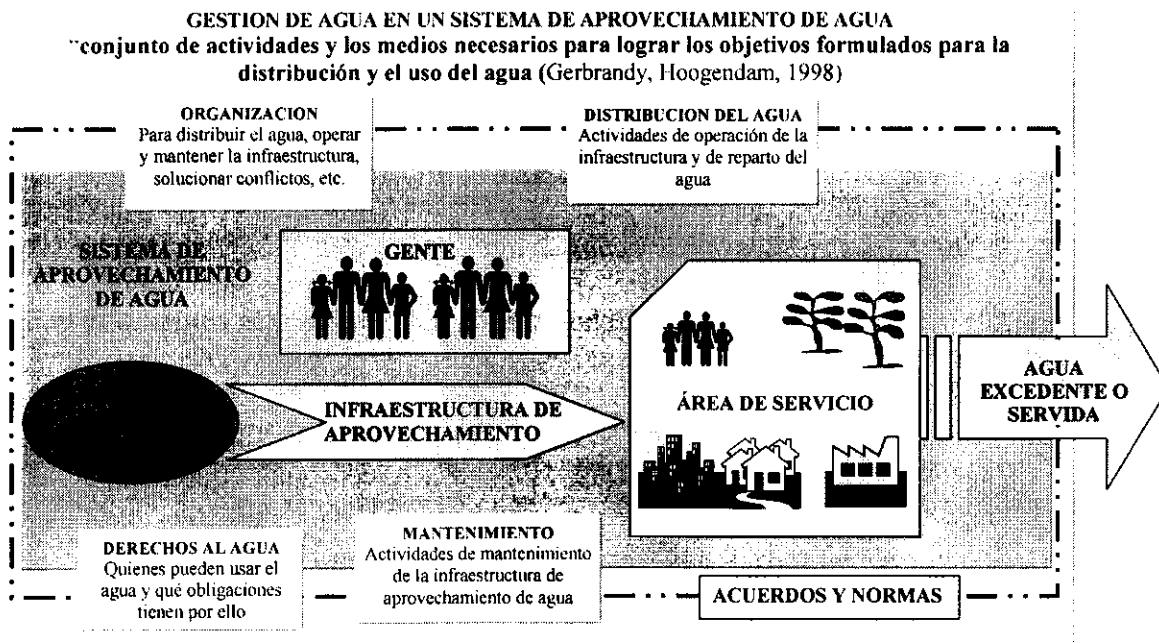 GESTION DE AGUA EN UN SISTEMA DE APROVECHAMIENTO DE AGUA
"conjunto de actividades y los medios necesarios para lograr los objetivos formulados para la
distribución y el uso del agua (Gerbrandy, Hoogendam, 1998)
ORGANIZACION
Para distribuir el agua, operar
y mantener la infraestructura,
solucionar conflictos, etc.
DISTRIBUCION DEL AGUA
Actividades de operación de la
infraestructura y de reparto del
agua
SISTEMA DE
APROVECHAMIENTO
DE AGUA
GENTE
INFRAESTRUCTURA DE
APROVECHAMIENTO
ÁREA DE SERVICIO
AGUA
EXCEDENTE O
SERVIDA
DERECHOS AL AGUA
Quienes pueden usar el
agua y qué obligaciones
tienen por ello
MANTENIMIENTO
Actividades de mantenimiento
de la infraestructura de
aprovechamiento de agua
ACUERDOS Y NORMAS